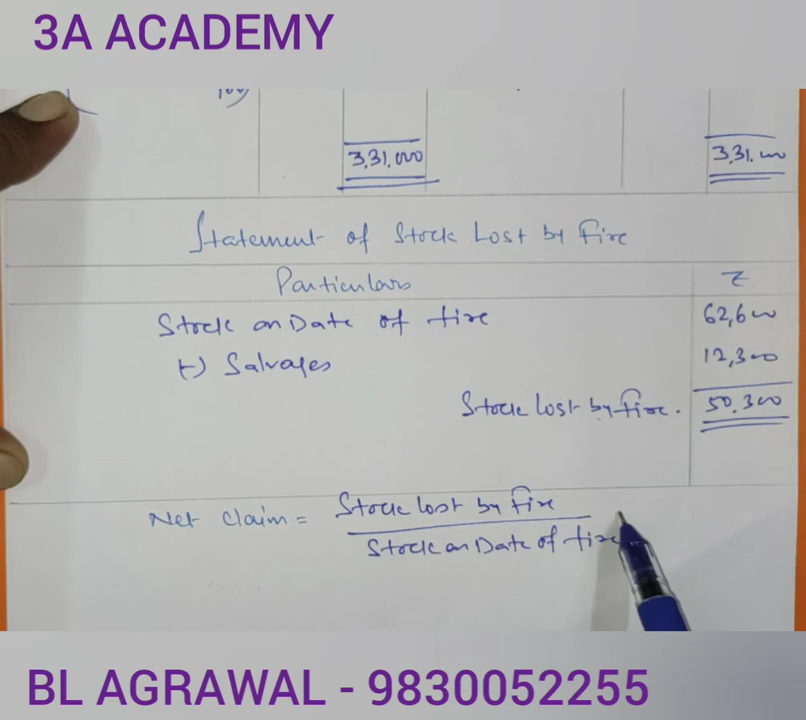 3A ACADEMY
3,31,000 3,31,000
Statement of Stock Lost by Fire
Particulars ₹
Stock on Date of fire 62,600
(-) Salvages 12,300
Stock lost by fire. 50,300
Net Claim = Stock lost by Fire
Stock on Date of fire
BL AGRAWAL - 9830052255